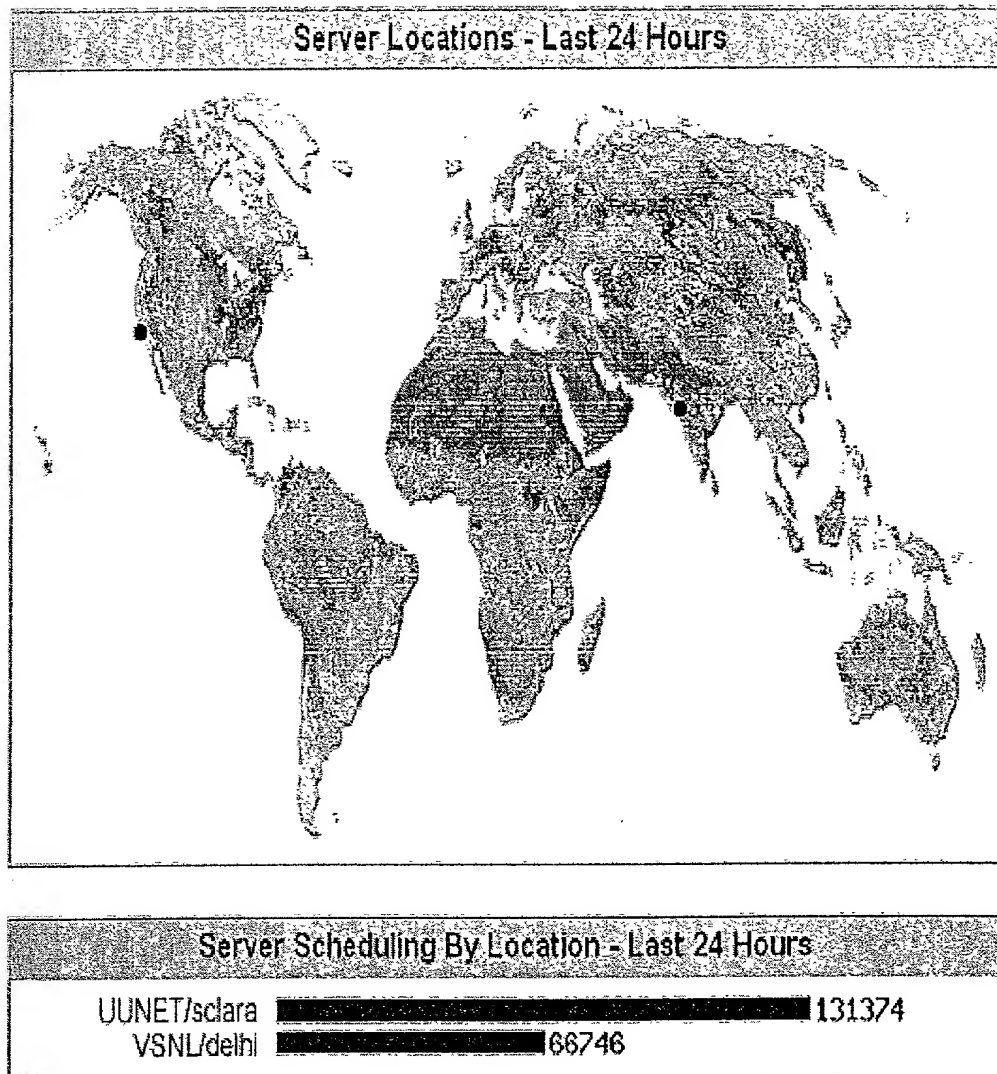 Server Locations - Last 24 Hours
Server Scheduling By Location - Last 24 Hours
UUNET/sclara 131374
VSNL/delhi 66746